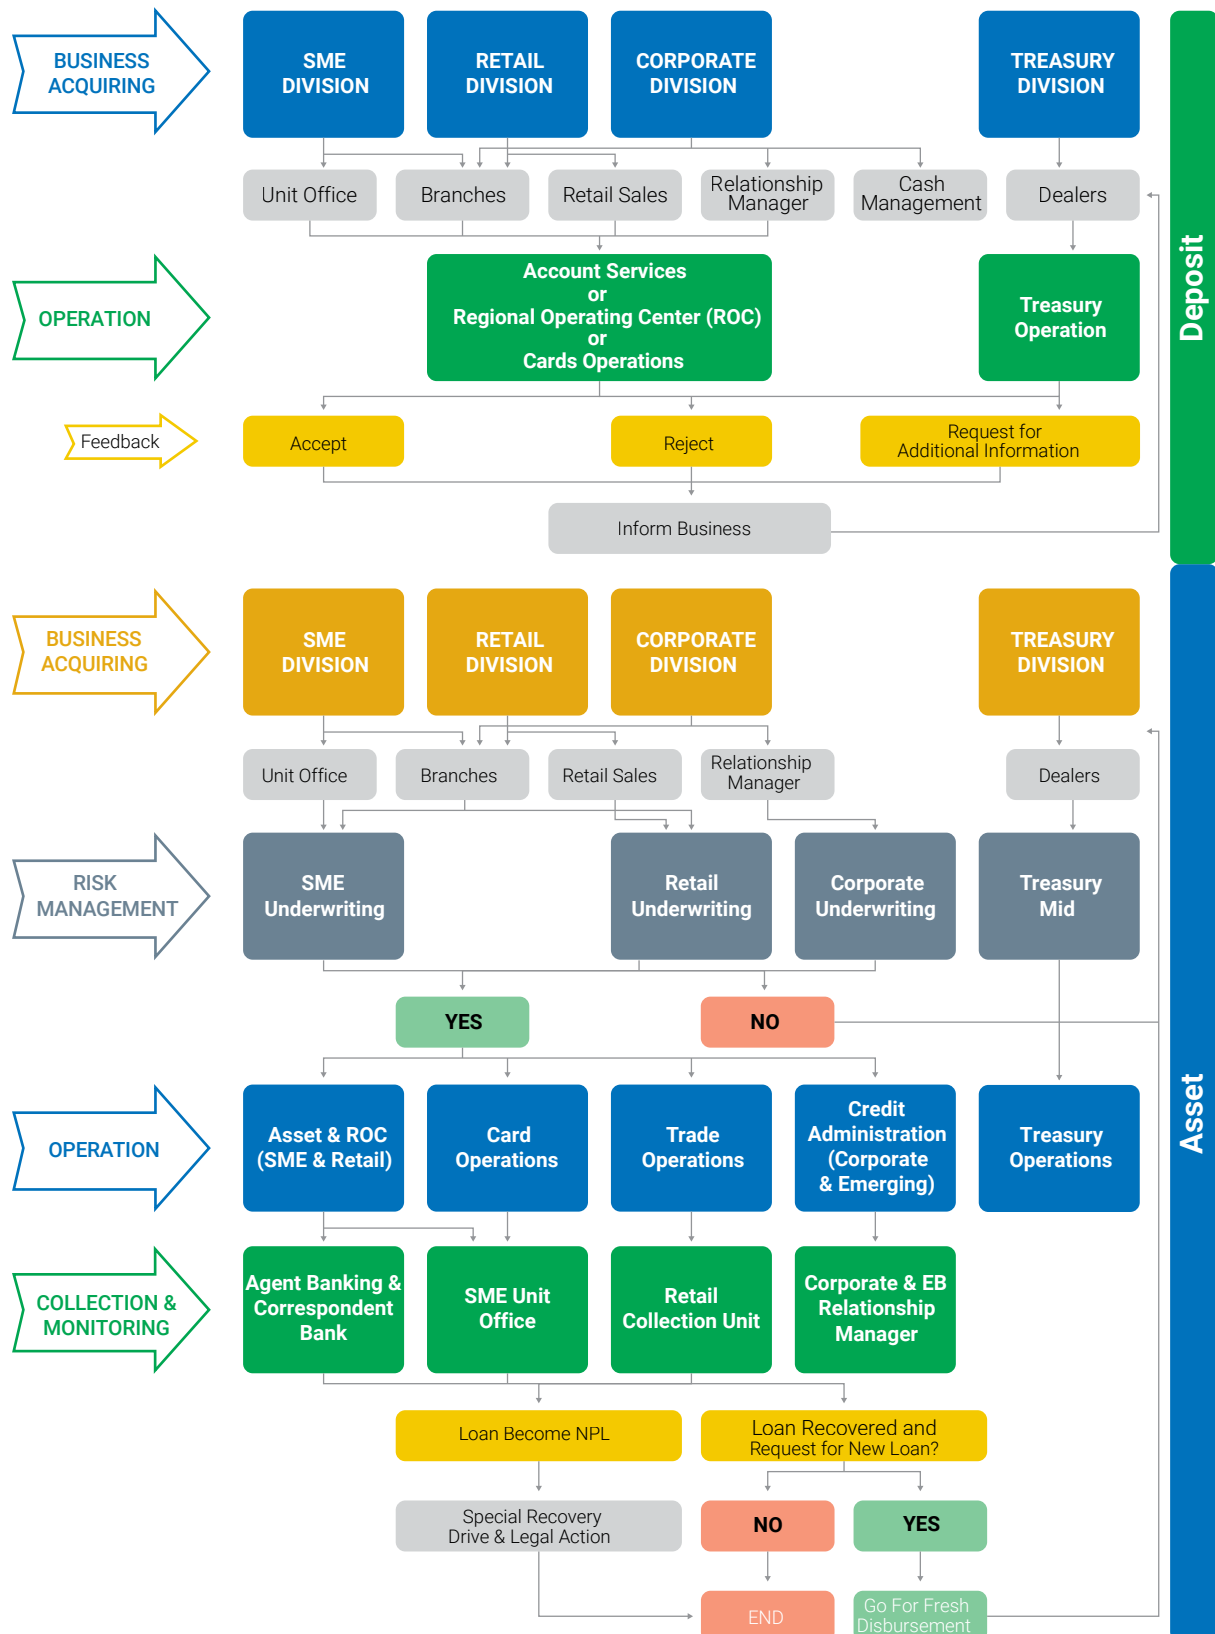 BUSINESS
ACQUIRING
SME
DIVISION
RETAIL
DIVISION
CORPORATE
DIVISION
TREASURY
DIVISION
Unit Office
Branches
Retail Sales
Relationship
Manager
Cash
Management
Dealers
Deposit
OPERATION
Account Services
or
Regional Operating Center (ROC)
or
Cards Operations
Treasury
Operation
Feedback
Accept
Reject
Request for
Additional Information
Inform Business
BUSINESS
ACQUIRING
SME
DIVISION
RETAIL
DIVISION
CORPORATE
DIVISION
TREASURY
DIVISION
Unit Office
Branches
Retail Sales
Relationship
Manager
Dealers
RISK
MANAGEMENT
SME
Underwriting
Retail
Underwriting
Corporate
Underwriting
Treasury
Mid
YES
NO
Asset
OPERATION
Asset & ROC
(SME & Retail)
Card
Operations
Trade
Operations
Credit
Administration
(Corporate
& Emerging)
Treasury
Operations
COLLECTION &
MONITORING
Agent Banking &
Correspondent
Bank
SME Unit
Office
Retail
Collection Unit
Corporate & EB
Relationship
Manager
Loan Become NPL
Loan Recovered and
Request for New Loan?
Special Recovery
Drive & Legal Action
NO
YES
END
Go For Fresh
Disbursement